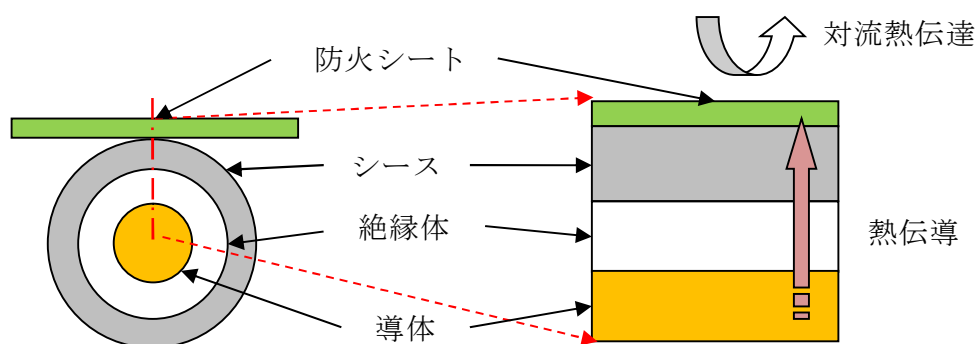 対流熱伝達
防火シート
シース
絶縁体
熱伝導
導体